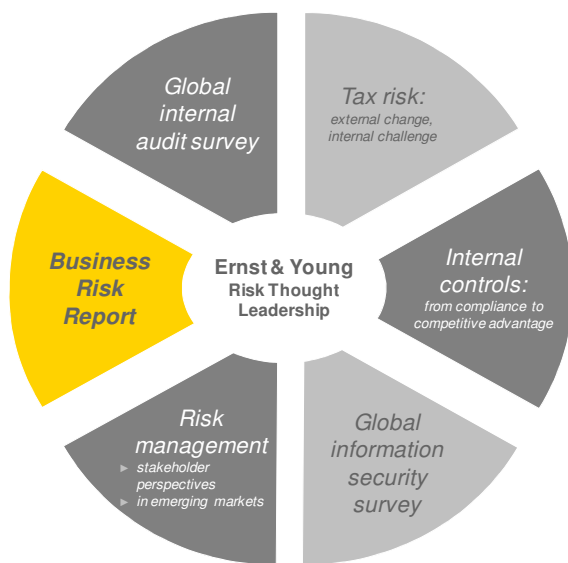 Global
internal
audit survey
Tax risk:
external change,
internal challenge
Business
Risk
Report
Ernst & Young
Risk Thought
Leadership
Internal
controls:
from compliance to
competitive advantage
Risk
management
► stakeholder
perspectives
► in emerging markets
Global
information
security
survey